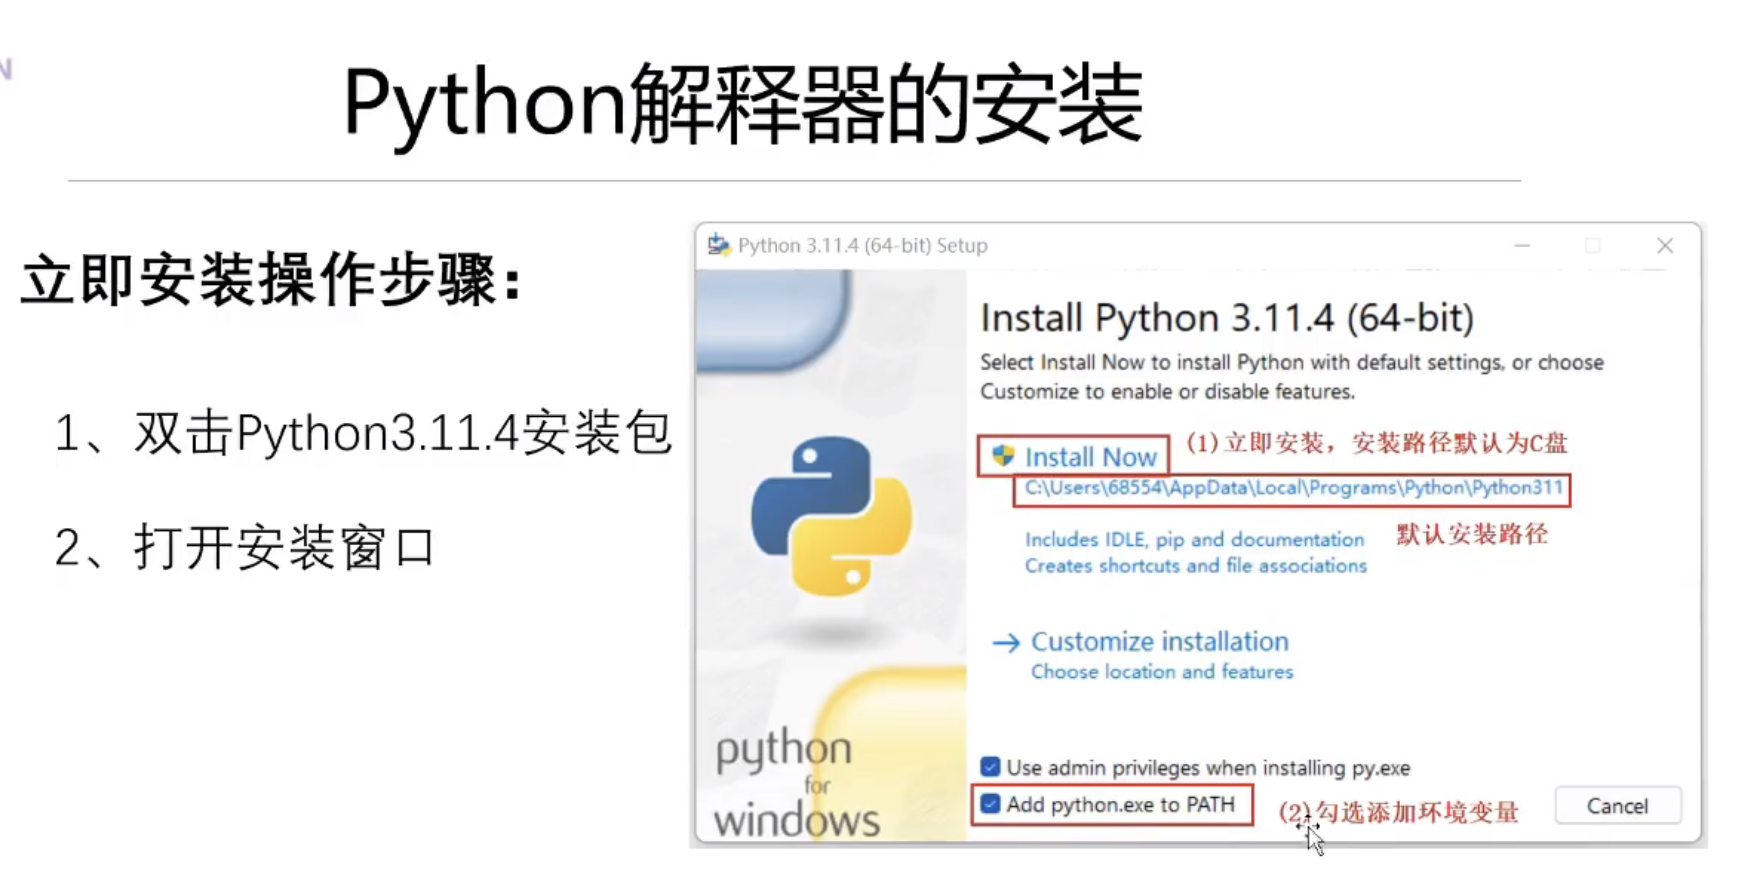 N
Python解释器的安装
立即安装操作步骤：
1、双击Python3.11.4安装包
2、打开安装窗口
Python 3.11.4 (64-bit) Setup
Install Python 3.11.4 (64-bit)
Select Install Now to install Python with default settings, or choose
Customize to enable or disable features.
Install Now
(1)立即安装，安装路径默认为C盘
C:\Users\68554\AppData\Local\Programs\Python\Python311
默认安装路径
Includes IDLE, pip and documentation
Creates shortcuts and file associations
→ Customize installation
Choose location and features
Use admin privileges when installing py.exe
Add python.exe to PATH
(2)勾选添加环境变量
Cancel
python
for
windows